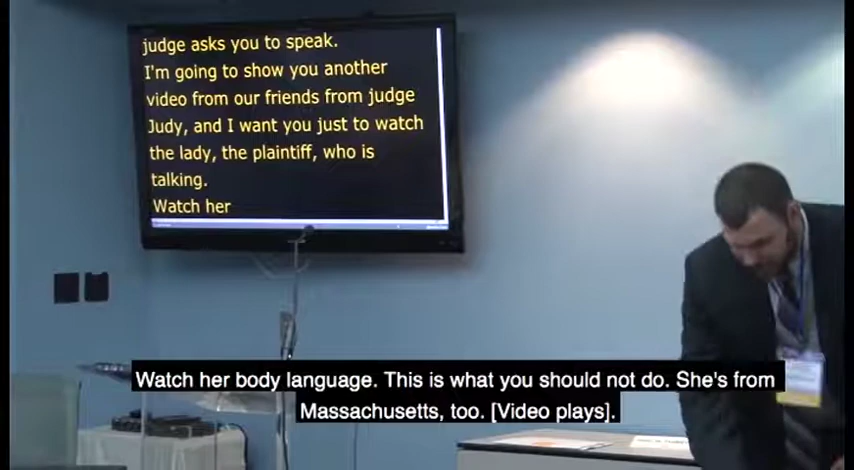 judge asks you to speak.
I'm going to show you another
video from our friends from judge
Judy, and I want you just to watch
the lady, the plaintiff, who is
talking.
Watch her
Watch her body language. This is what you should not do. She's from
Massachusetts, too. [Video plays].